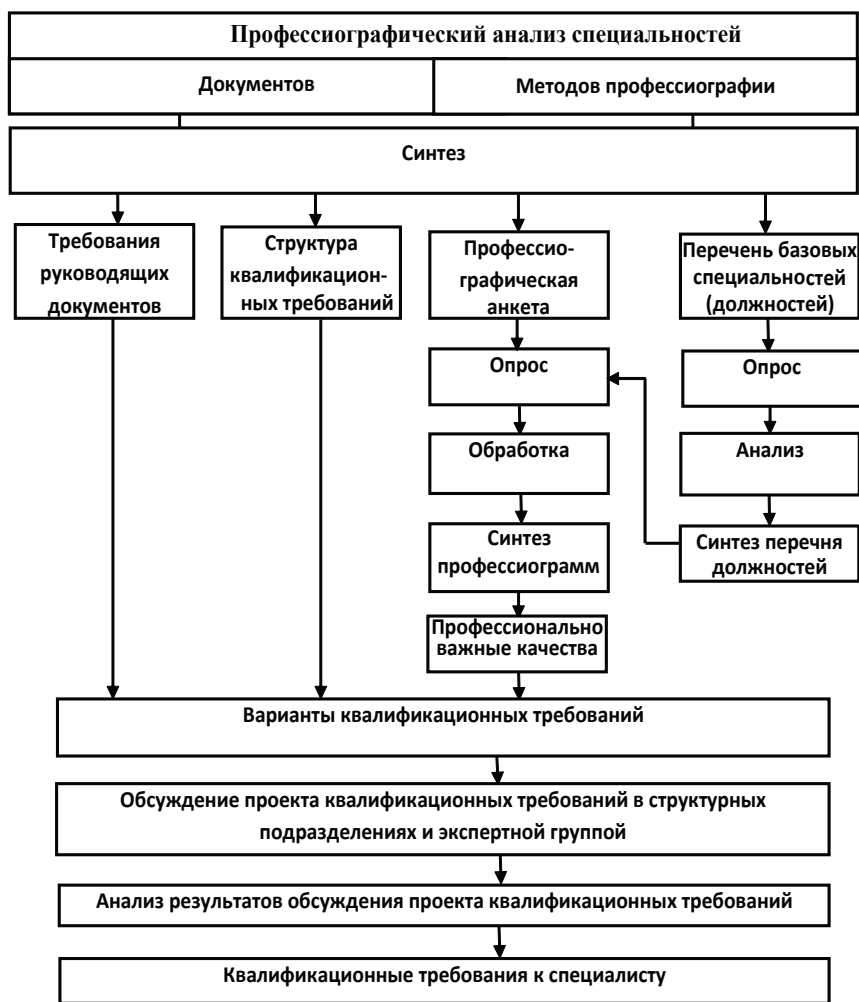 Профессиографический анализ специальностей
Документов
Методов профессиографии
Синтез
Требования
руководящих
документов
Структура
квалификацион-
ных требований
Профессио-
графическая
анкета
Перечень базовых
специальностей
(должностей)
Опрос
Опрос
Обработка
Анализ
Синтез
профессиограмм
Синтез перечня
должностей
Профессионально
важные качества
Варианты квалификационных требований
Обсуждение проекта квалификационных требований в структурных
подразделениях и экспертной группой
Анализ результатов обсуждения проекта квалификационных требований
Квалификационные требования к специалисту